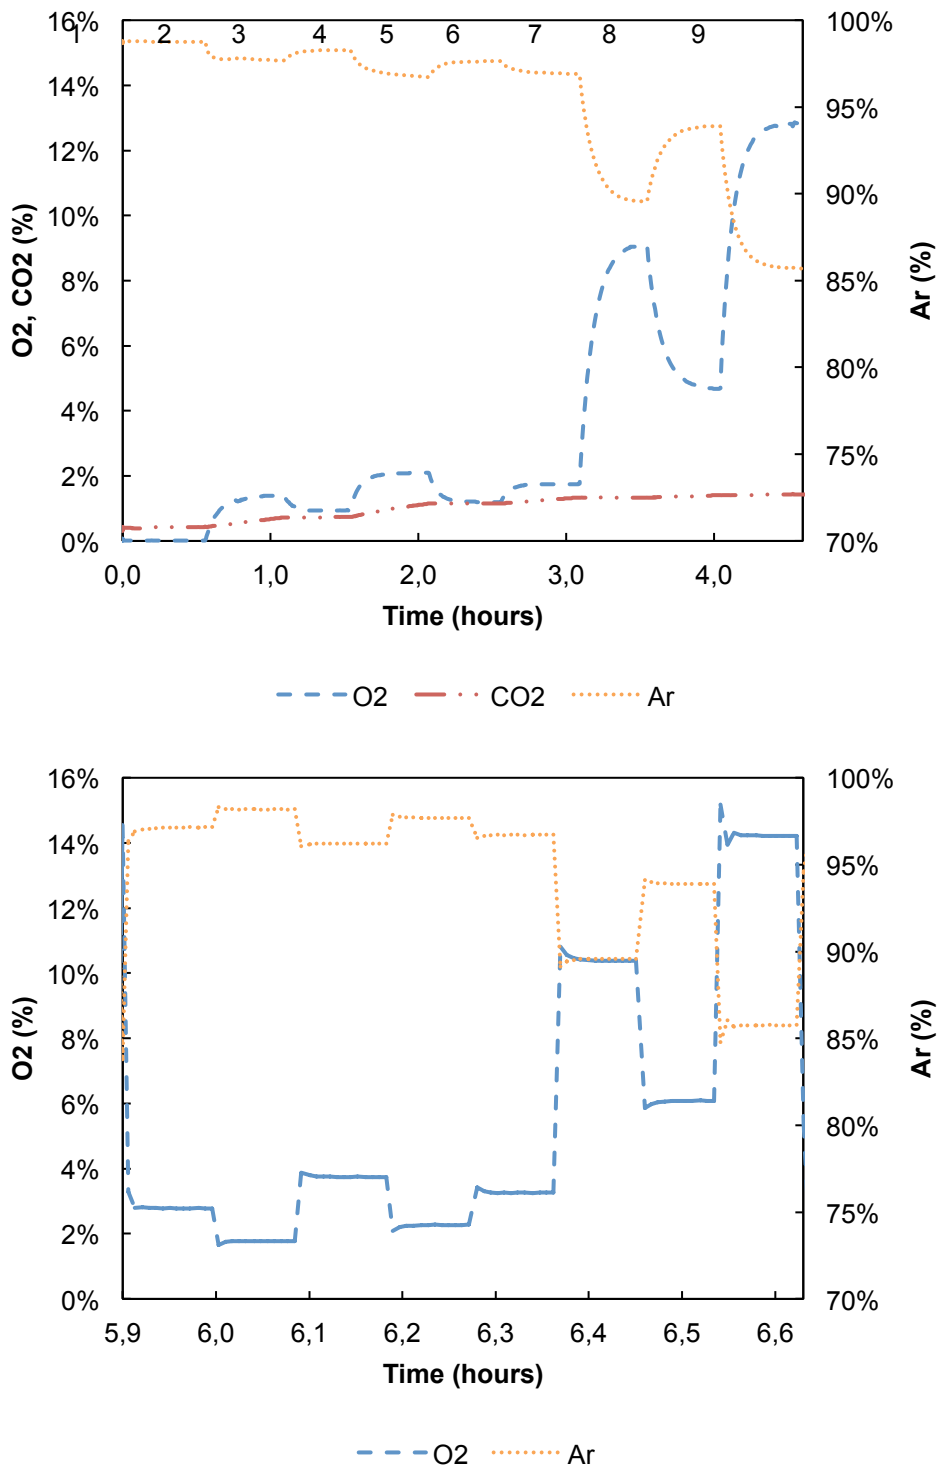 16% 1 2 3 4 5 6 7 8 9 100%
14% 95%
12%
10% 90%
8% 85%
6% 80%
4%
2% 75%
0% 70%
O2, CO2 (%)
Ar (%)
0,0 1,0 2,0 3,0 4,0
Time (hours)
O2 CO2 Ar
16% 100%
14% 95%
12%
10% 90%
8% 85%
6% 80%
4%
2% 75%
0% 70%
O2 (%)
Ar (%)
5,9 6,0 6,1 6,2 6,3 6,4 6,5 6,6
Time (hours)
O2 Ar